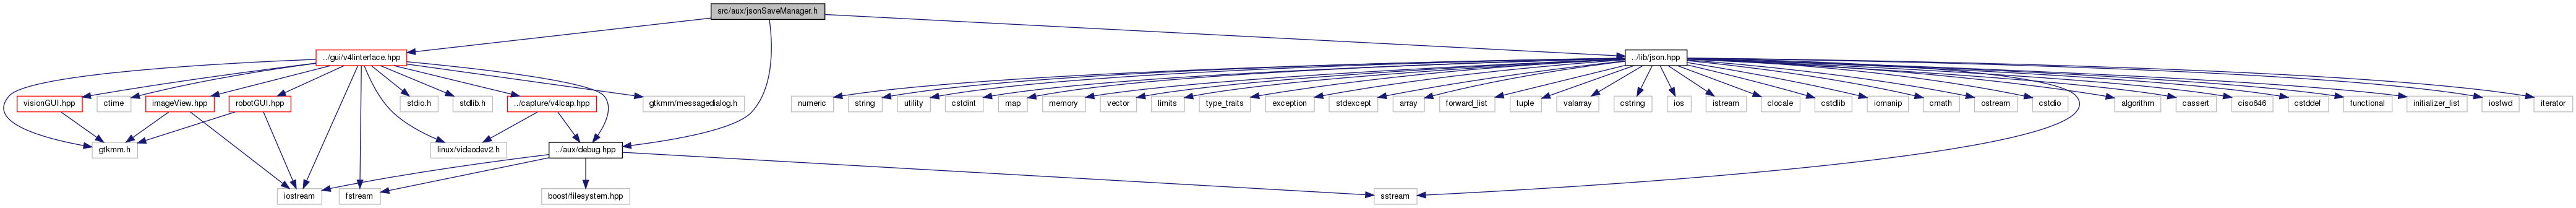 src/aux/jsonSaveManager.h
../gui/v4linterface.hpp
../lib/json.hpp
visionGUI.hpp
ctime
imageView.hpp
robotGUI.hpp
stdio.h
stdlib.h
../capture/v4lcap.hpp
gtkmm/messagedialog.h
numeric
string
utility
cstdint
map
memory
vector
limits
type_traits
exception
stdexcept
array
forward_list
tuple
valarray
cstring
ios
istream
clocale
cstdlib
iomanip
cmath
ostream
cstdio
algorithm
cassert
ciso646
cstddef
functional
initializer_list
iosfwd
iterator
gtkmm.h
linux/videodev2.h
../aux/debug.hpp
iostream
fstream
boost/filesystem.hpp
sstream